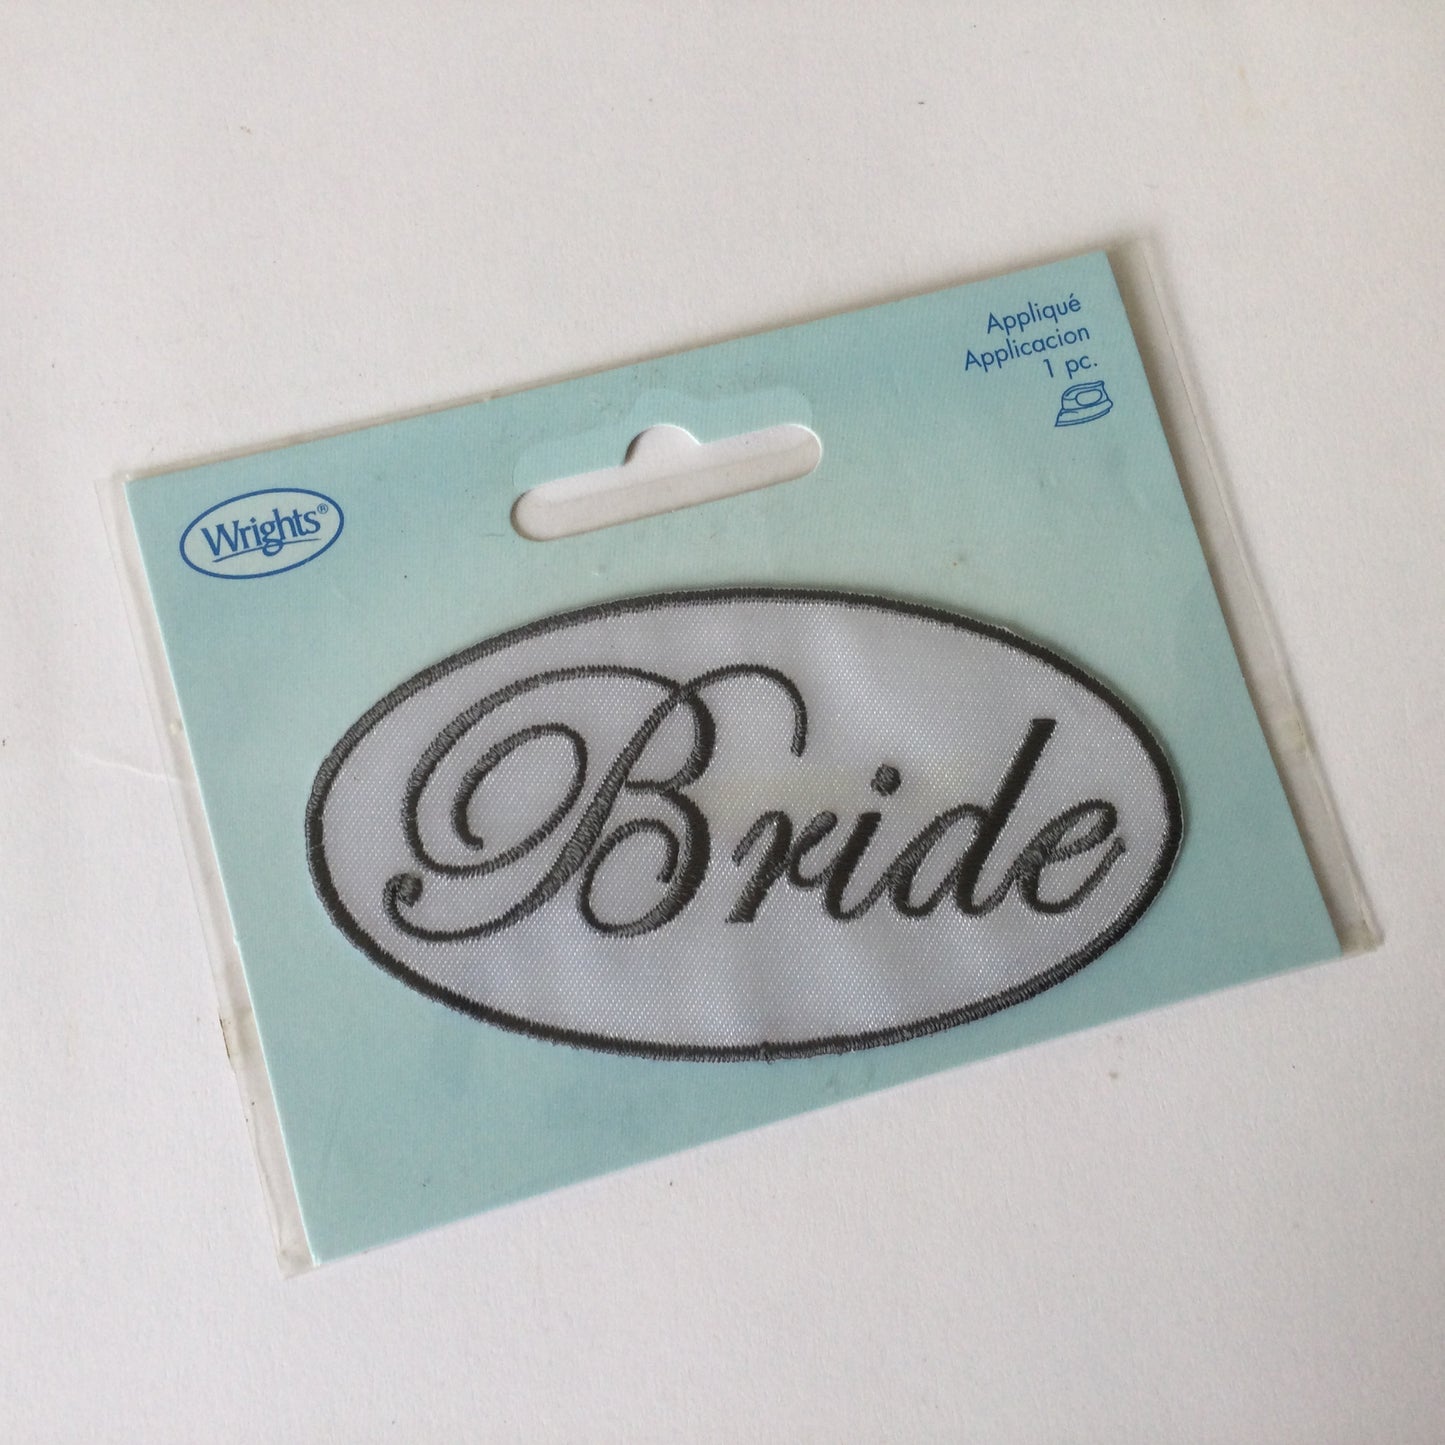 Appliqué
Applicacion
1 pc.
Wrights®
Bride